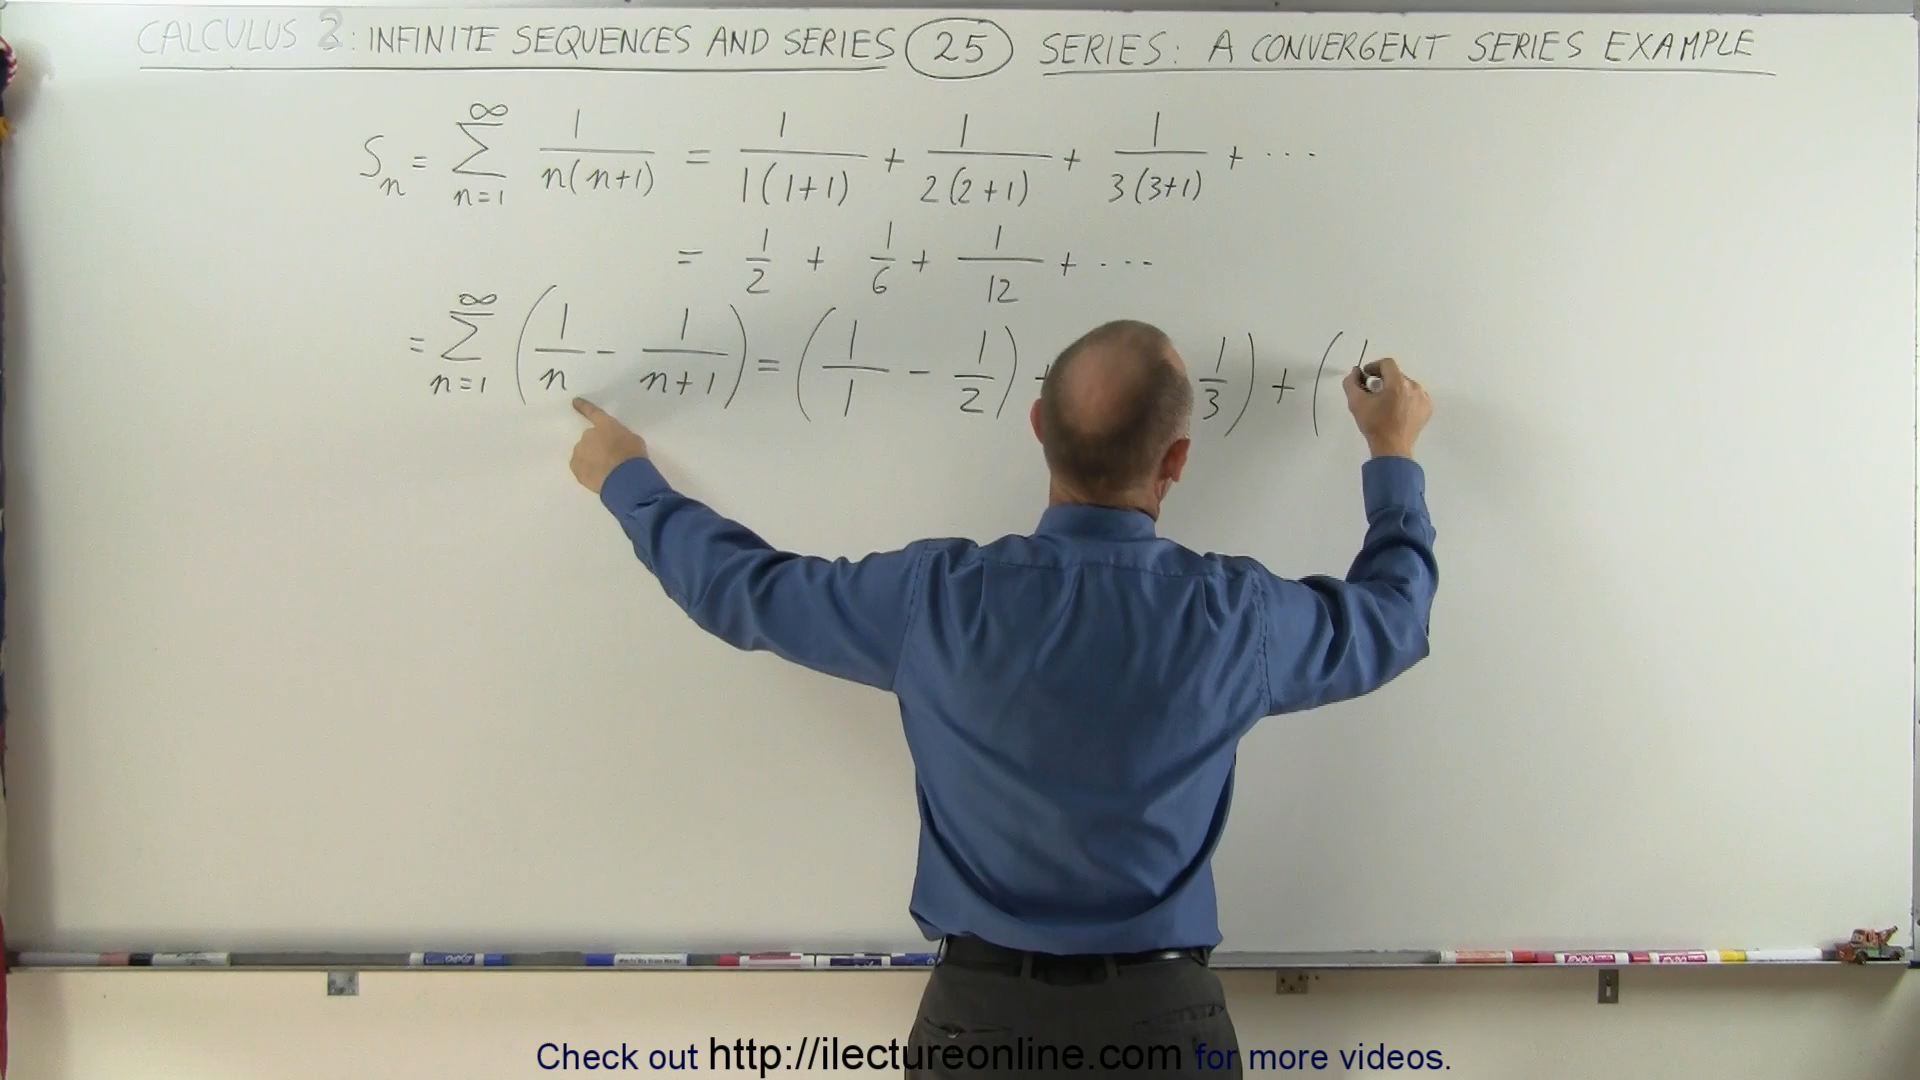 CALCULUS 2: INFINITE SEQUENCES AND SERIES 25 SERIES: A CONVERGENT SERIES EXAMPLE
Sₙ = ∑ₙ₌₁^∞ 1/n(n+1) = 1/1(1+1) + 1/2(2+1) + 1/3(3+1) + ...
= 1/2 + 1/6 + 1/12 + ...
= ∑ₙ₌₁^∞ (1/n - 1/n+1) = (1/1 - 1/2) + 1/3) + (1
Check out http://ilectureonline.com for more videos.